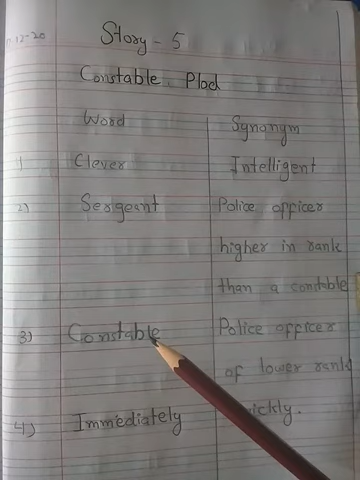 Story - 5
Constable Plod
Word Synonym
1) Clever Intelligent
2) Sergeant Police officer
higher in rank
than a constable
3) Constable Police officer
of lower rank
4) Immediately ickly.